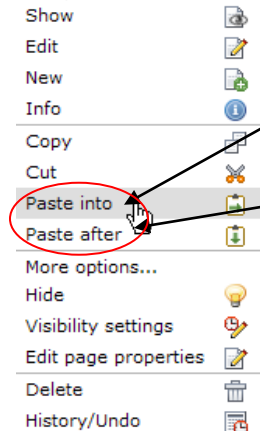 Show
Edit
New
Info
Copy
Cut
Paste into
Paste after
More options...
Hide
Visibility settings
Edit page properties
Delete
History/Undo